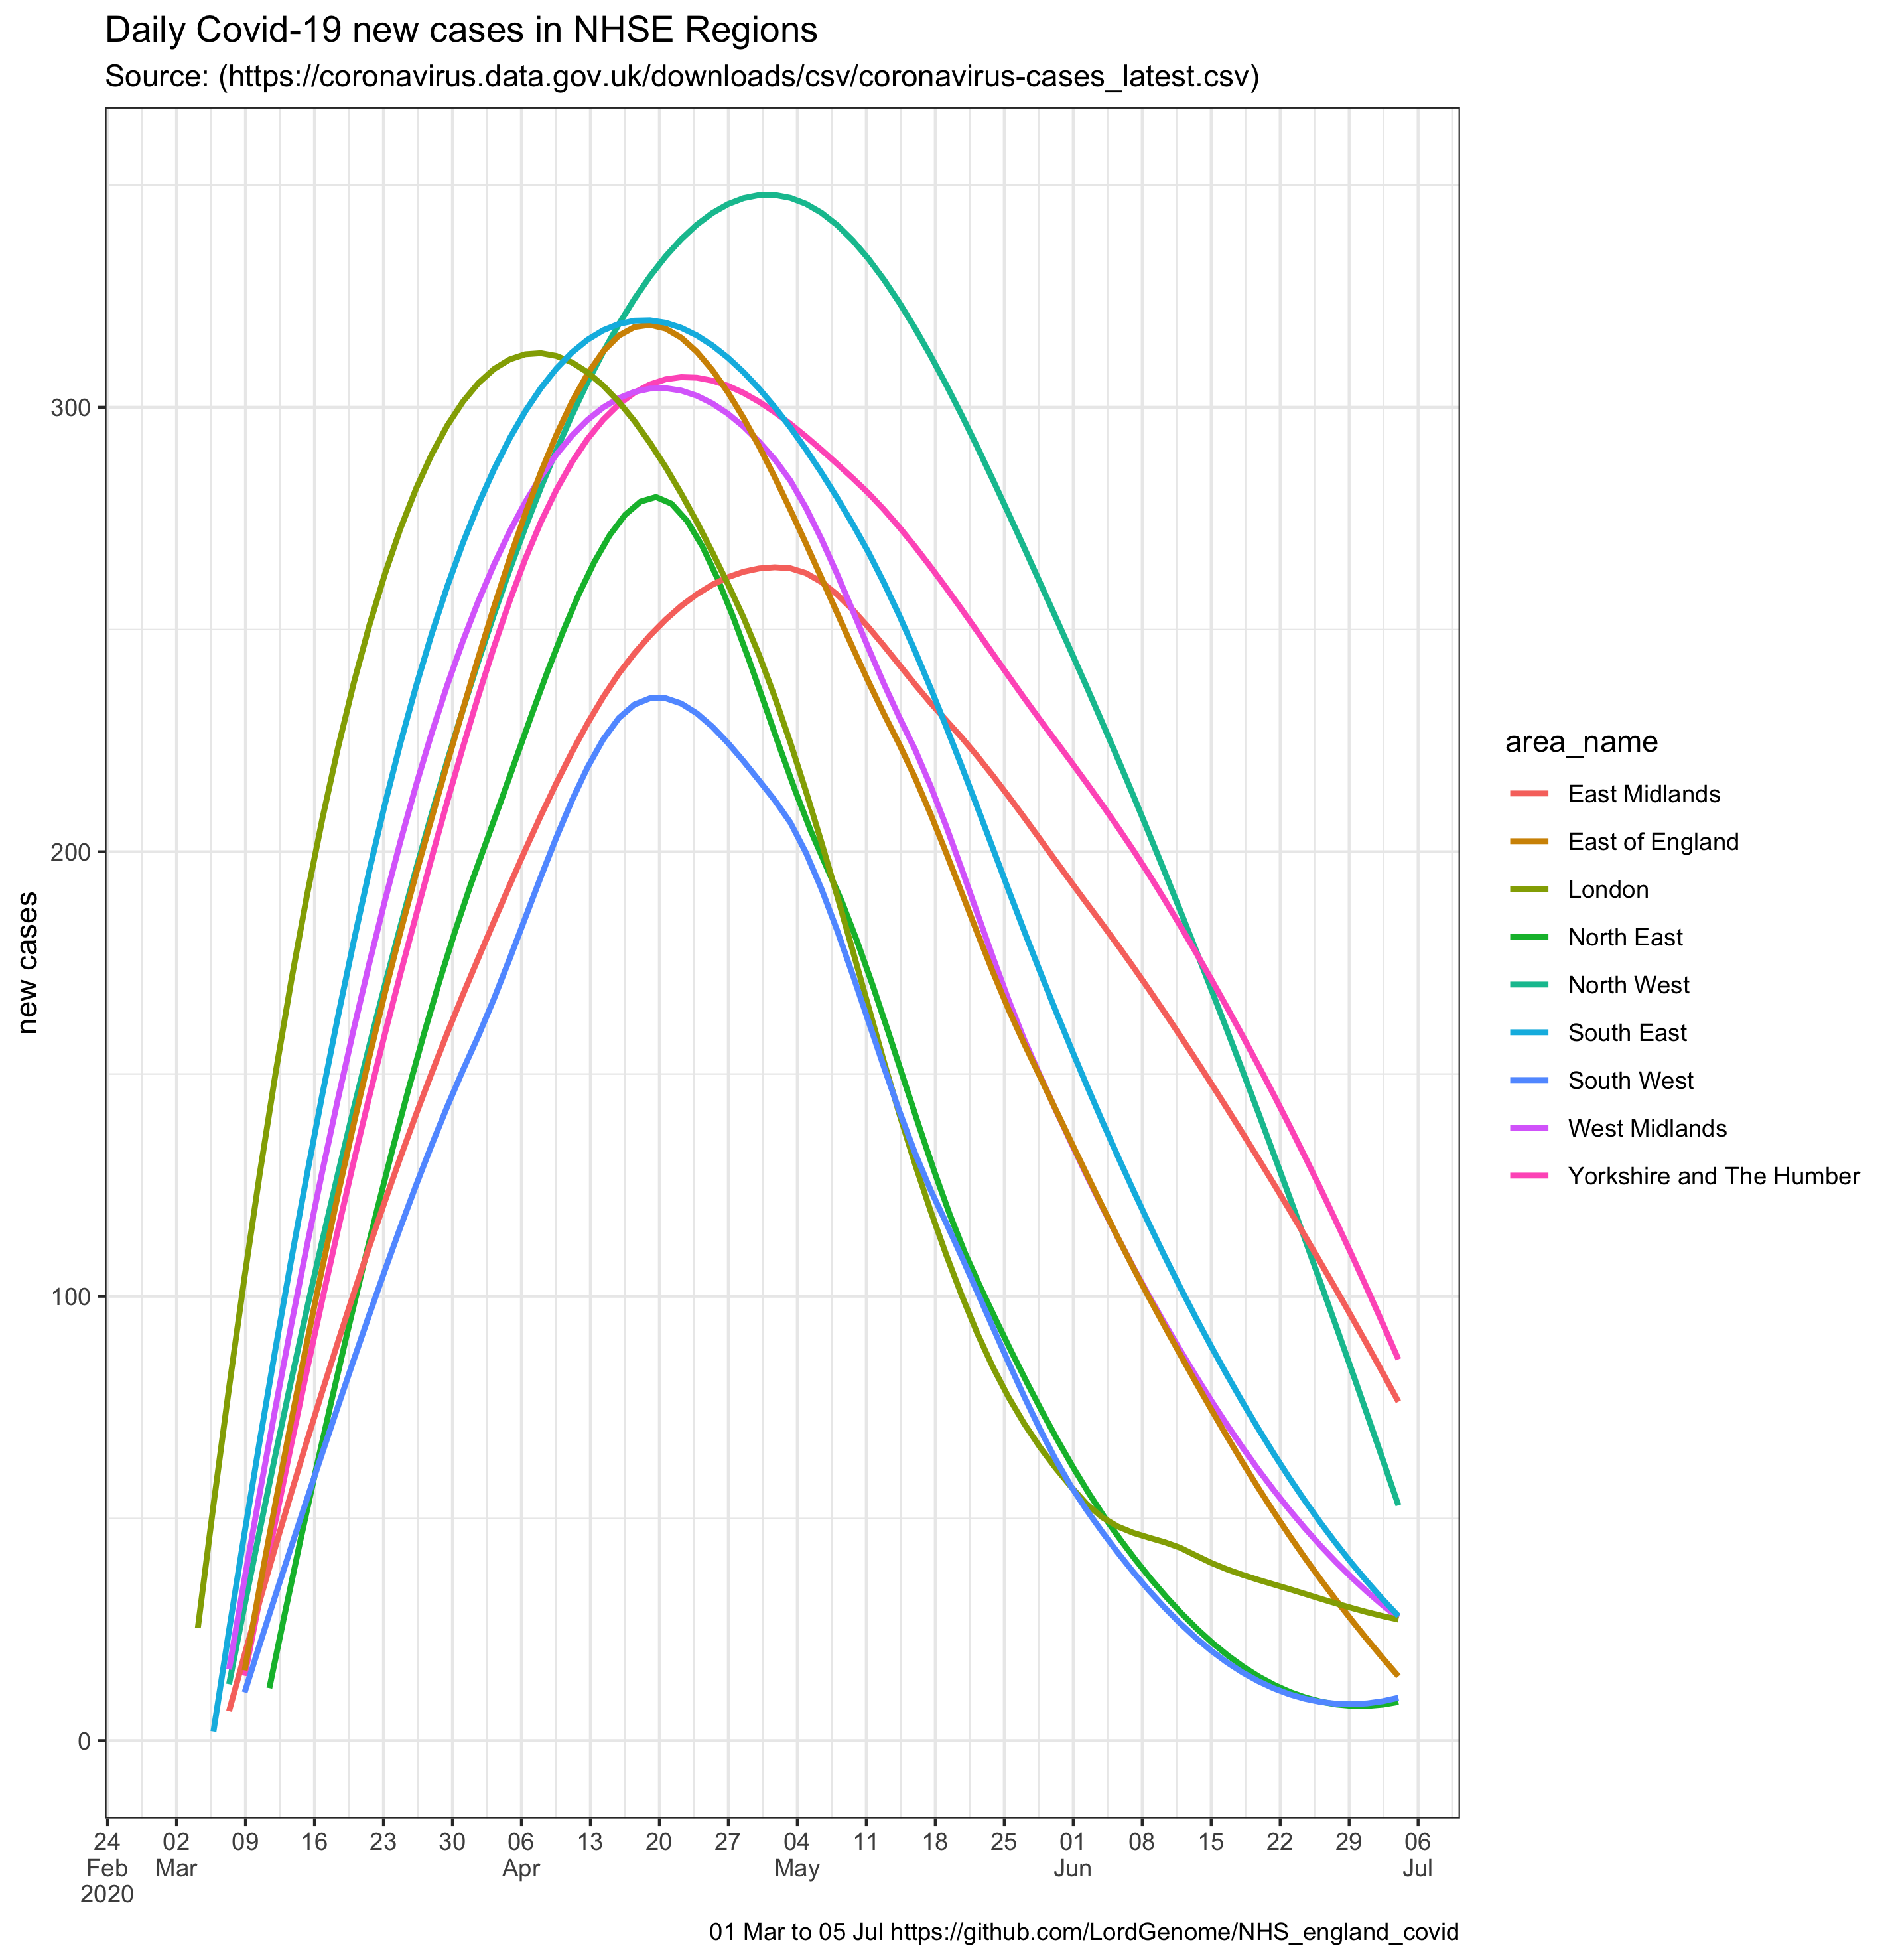 Daily Covid-19 new cases in NHSE Regions
Source: (https://coronavirus.data.gov.uk/downloads/csv/coronavirus-cases_latest.csv)
new cases
300
200
100
0
24 02 09 16 23 30 06 13 20 27 04 11 18 25 01 08 15 22 29 06
Feb Mar Apr May Jun Jul
2020
area_name
East Midlands
East of England
London
North East
North West
South East
South West
West Midlands
Yorkshire and The Humber
01 Mar to 05 Jul https://github.com/LordGenome/NHS_england_covid